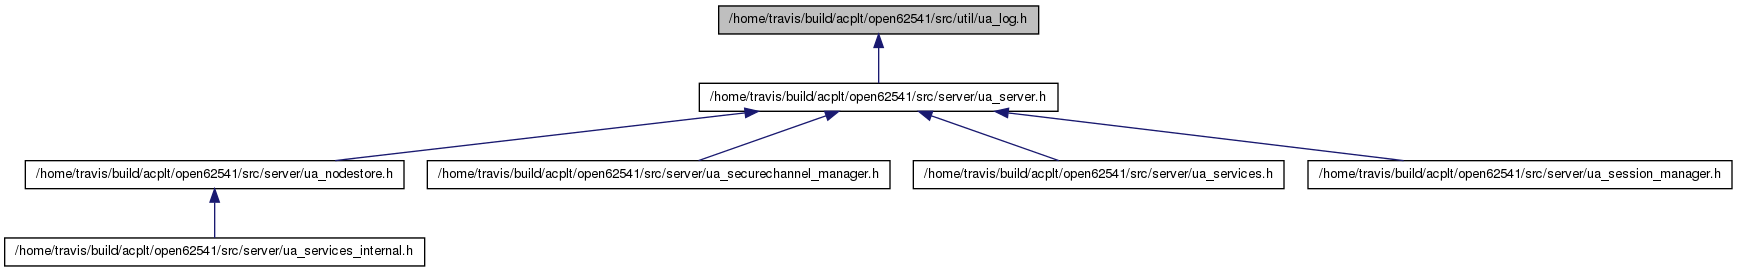 /home/travis/build/acplt/open62541/src/util/ua_log.h
/home/travis/build/acplt/open62541/src/server/ua_server.h
/home/travis/build/acplt/open62541/src/server/ua_nodestore.h
/home/travis/build/acplt/open62541/src/server/ua_securechannel_manager.h
/home/travis/build/acplt/open62541/src/server/ua_services.h
/home/travis/build/acplt/open62541/src/server/ua_session_manager.h
/home/travis/build/acplt/open62541/src/server/ua_services_internal.h